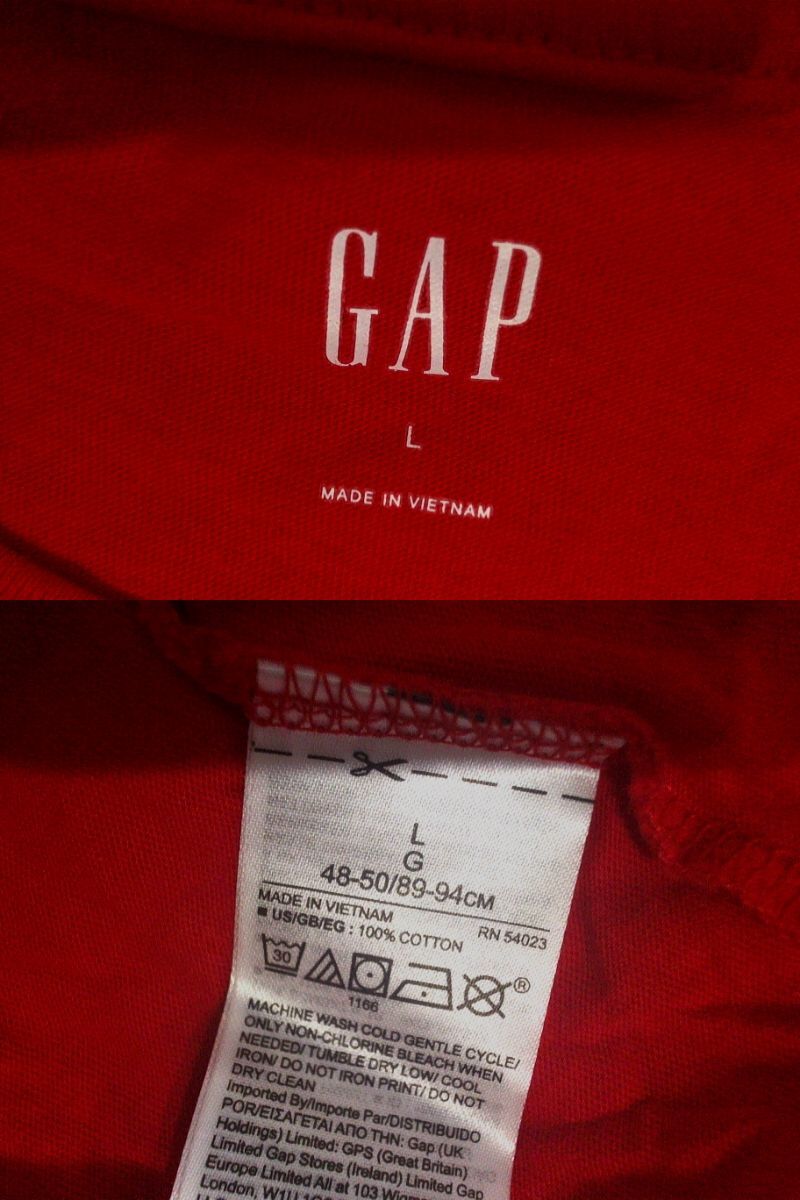 GAP
L
MADE IN VIETNAM
L
G
48-50/89-94CM
MADE IN VIETNAM
RN 54023
■ US/GB/EG : 100% COTTON
30
®
1166
MACHINE WASH COLD GENTLE CYCLE/
ONLY NON-CHLORINE BLEACH WHEN
NEEDED/ TUMBLE DRY LOW/ COOL
IRON/ DO NOT IRON PRINT/ DO NOT
DRY CLEAN
Imported By/Importe Par/DISTRIBUIDO
POR/ΕΙΣΑΓΕΤΑΙ ΑΠΟ ΤΗΝ: Gap (UK
Holdings) Limited: GPS (Great Britain)
Limited Gap Stores (Ireland) Limited Gap
Europe Limited All at 103
London,